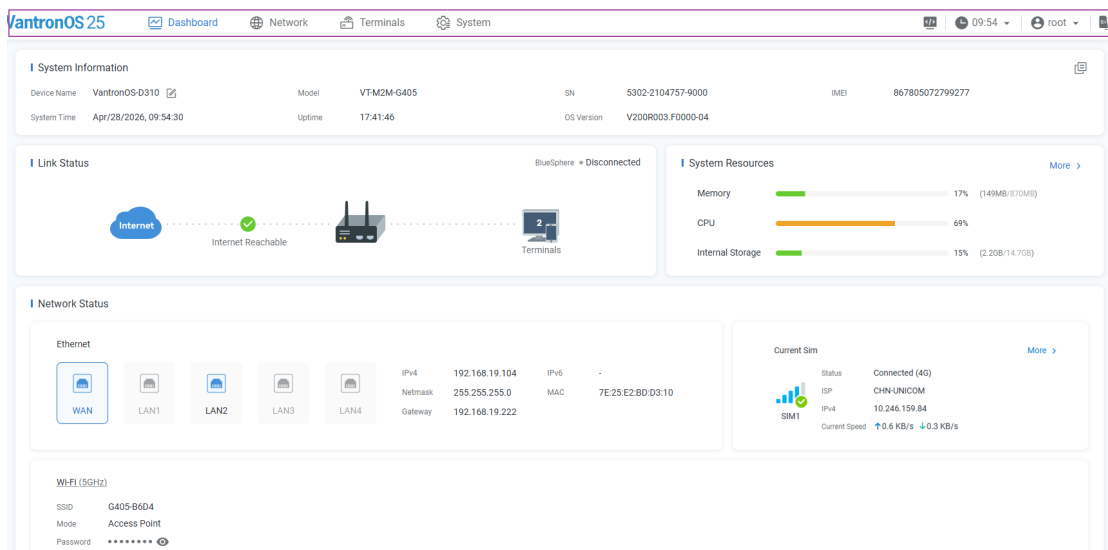 VantronOS 25 Dashboard Network Terminals System 09:54 root
System Information
Device Name VantronOS-D310 Model VT-M2M-G405 SN 5302-2104757-9000 IMEI 867805072799277
System Time Apr/28/2026, 09:54:30 Uptime 17:41:46 OS Version V200R003.F0000-04
Link Status BlueSphere Disconnected
Internet
Internet Reachable
2
Terminals
System Resources More >
Memory 17% (149MB/870MB)
CPU 69%
Internal Storage 15% (2.2GB/14.7GB)
Network Status
Ethernet
WAN LAN1 LAN2 LAN3 LAN4
IPv4 192.168.19.104 IPv6 -
Netmask 255.255.255.0 MAC 7E:25:E2:BD:D3:10
Gateway 192.168.19.222
Current Sim More >
SIM1
Status Connected (4G)
ISP CHN-UNICOM
IPv4 10.246.159.84
Current Speed ↑0.6 KB/s ↓0.3 KB/s
Wi-Fi (5GHz)
SSID G405-B6D4
Mode Access Point
Password ••••••••